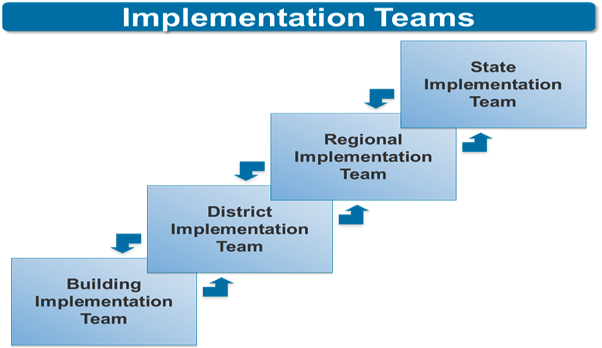 Implementation Teams
State
Implementation
Team
Regional
Implementation
Team
District
Implementation
Team
Building
Implementation
Team